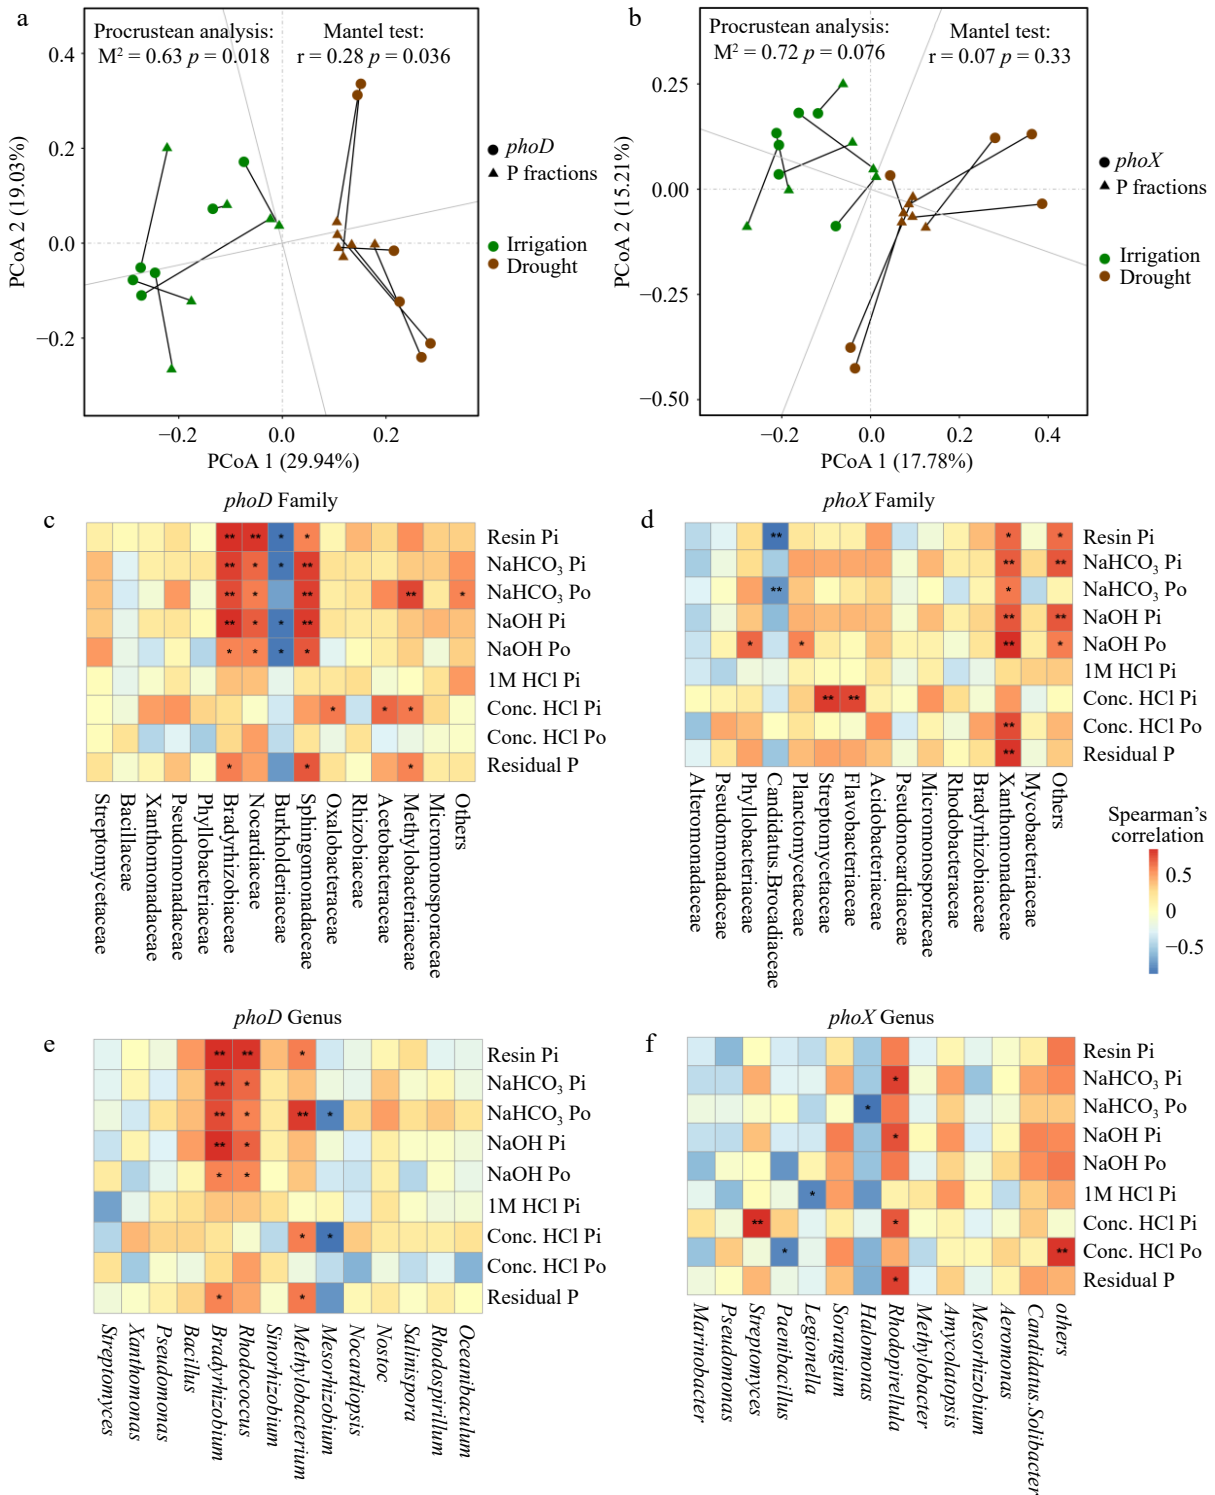 a
Procrustean analysis:
M² = 0.63 p = 0.018
Mantel test:
r = 0.28 p = 0.036
0.4
0.2
0.0
−0.2
PCoA 2 (19.03%)
−0.2
0.0
0.2
PCoA 1 (29.94%)
phoD
P fractions
Irrigation
Drought
b
Procrustean analysis:
M² = 0.72 p = 0.076
Mantel test:
r = 0.07 p = 0.33
0.25
0.00
−0.25
−0.50
PCoA 2 (15.21%)
−0.2
0.0
0.2
0.4
PCoA 1 (17.78%)
phoX
P fractions
Irrigation
Drought
c
phoD Family
Resin Pi
NaHCO₃ Pi
NaHCO₃ Po
NaOH Pi
NaOH Po
1M HCl Pi
Conc. HCl Pi
Conc. HCl Po
Residual P
Streptomycetaceae
Bacillaceae
Xanthomonadaceae
Pseudomonadaceae
Phyllobacteriaceae
Bradyrhizobiaceae
Nocardiaceae
Burkholderiaceae
Sphingomonadaceae
Oxalobacteraceae
Rhizobiaceae
Acetobacteraceae
Methylobacteriaceae
Micromonosporaceae
Others
d
phoX Family
Resin Pi
NaHCO₃ Pi
NaHCO₃ Po
NaOH Pi
NaOH Po
1M HCl Pi
Conc. HCl Pi
Conc. HCl Po
Residual P
Alteromonadaceae
Pseudomonadaceae
Phyllobacteriaceae
Candidatus.Brocadiaceae
Planctomycetaceae
Streptomycetaceae
Flavobacteriaceae
Acidobacteriaceae
Pseudonocardiaceae
Micromonosporaceae
Rhodobacteraceae
Bradyrhizobiaceae
Xanthomonadaceae
Mycobacteriaceae
Others
Spearman's
correlation
0.5
0
−0.5
e
phoD Genus
Resin Pi
NaHCO₃ Pi
NaHCO₃ Po
NaOH Pi
NaOH Po
1M HCl Pi
Conc. HCl Pi
Conc. HCl Po
Residual P
Streptomyces
Xanthomonas
Pseudomonas
Bacillus
Bradyrhizobium
Rhodococcus
Sinorhizobium
Methylobacterium
Mesorhizobium
Nocardiopsis
Nostoc
Salinispora
Rhodospirillum
Oceanibaculum
f
phoX Genus
Resin Pi
NaHCO₃ Pi
NaHCO₃ Po
NaOH Pi
NaOH Po
1M HCl Pi
Conc. HCl Pi
Conc. HCl Po
Residual P
Marinobacter
Pseudomonas
Streptomyces
Paenibacillus
Legionella
Sorangium
Halomonas
Rhodopirellula
Methylobacter
Amycolatopsis
Mesorhizobium
Aeromonas
Candidatus.Solibacter
others